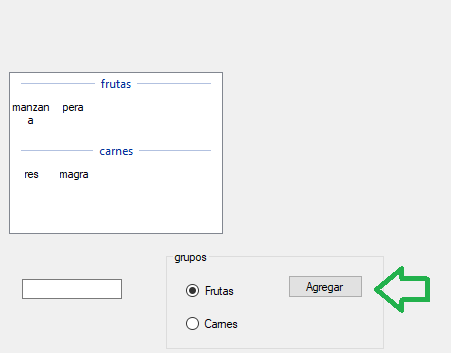 frutas
manzan pera
a
carnes
res magra
grupos
Frutas Agregar
Carnes